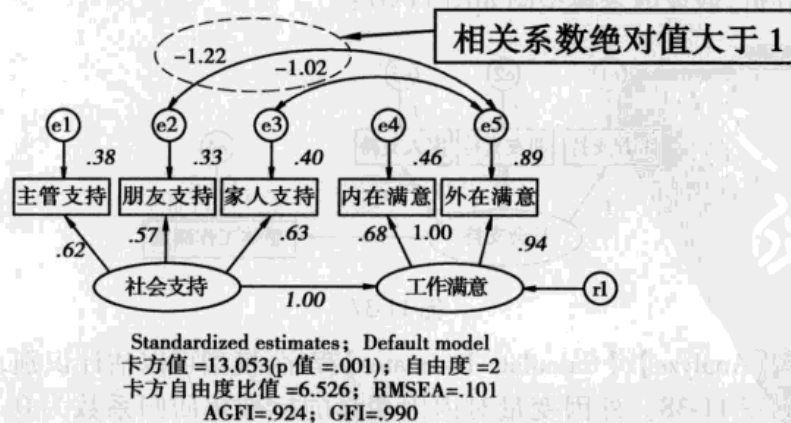 相关系数绝对值大于 1
-1.22
-1.02
e1 e2 e3 e4 e5
.38 .33 .40 .46 .89
主管支持 朋友支持 家人支持 内在满意 外在满意
.62 .57 .63 .68 1.00 .94
社会支持 1.00 工作满意 r1
Standardized estimates; Default model
卡方值 =13.053(p 值 =.001); 自由度 =2
卡方自由度比值 =6.526; RMSEA=.101
AGFI=.924; GFI=.990